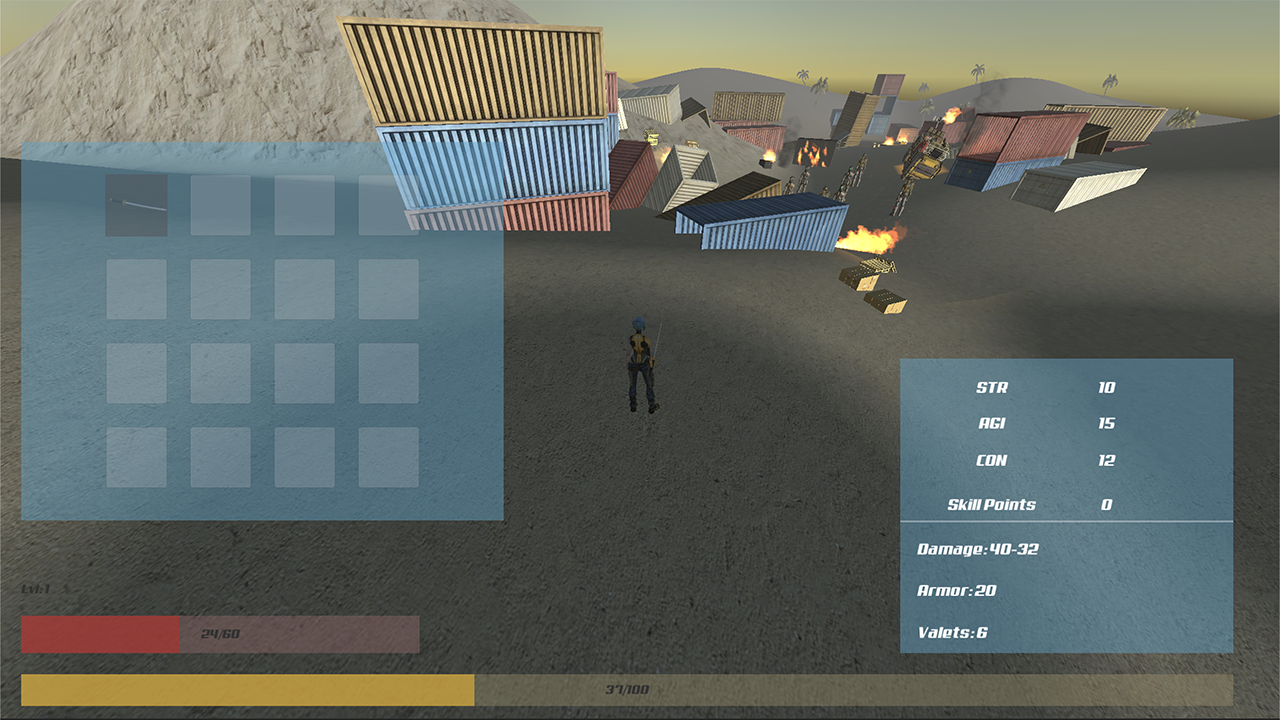 STR 10
AGI 15
CON 12
Skill Points 0
Damage:40-32
Armor:20
Valets:6
Lvl:1
24/60
37/100